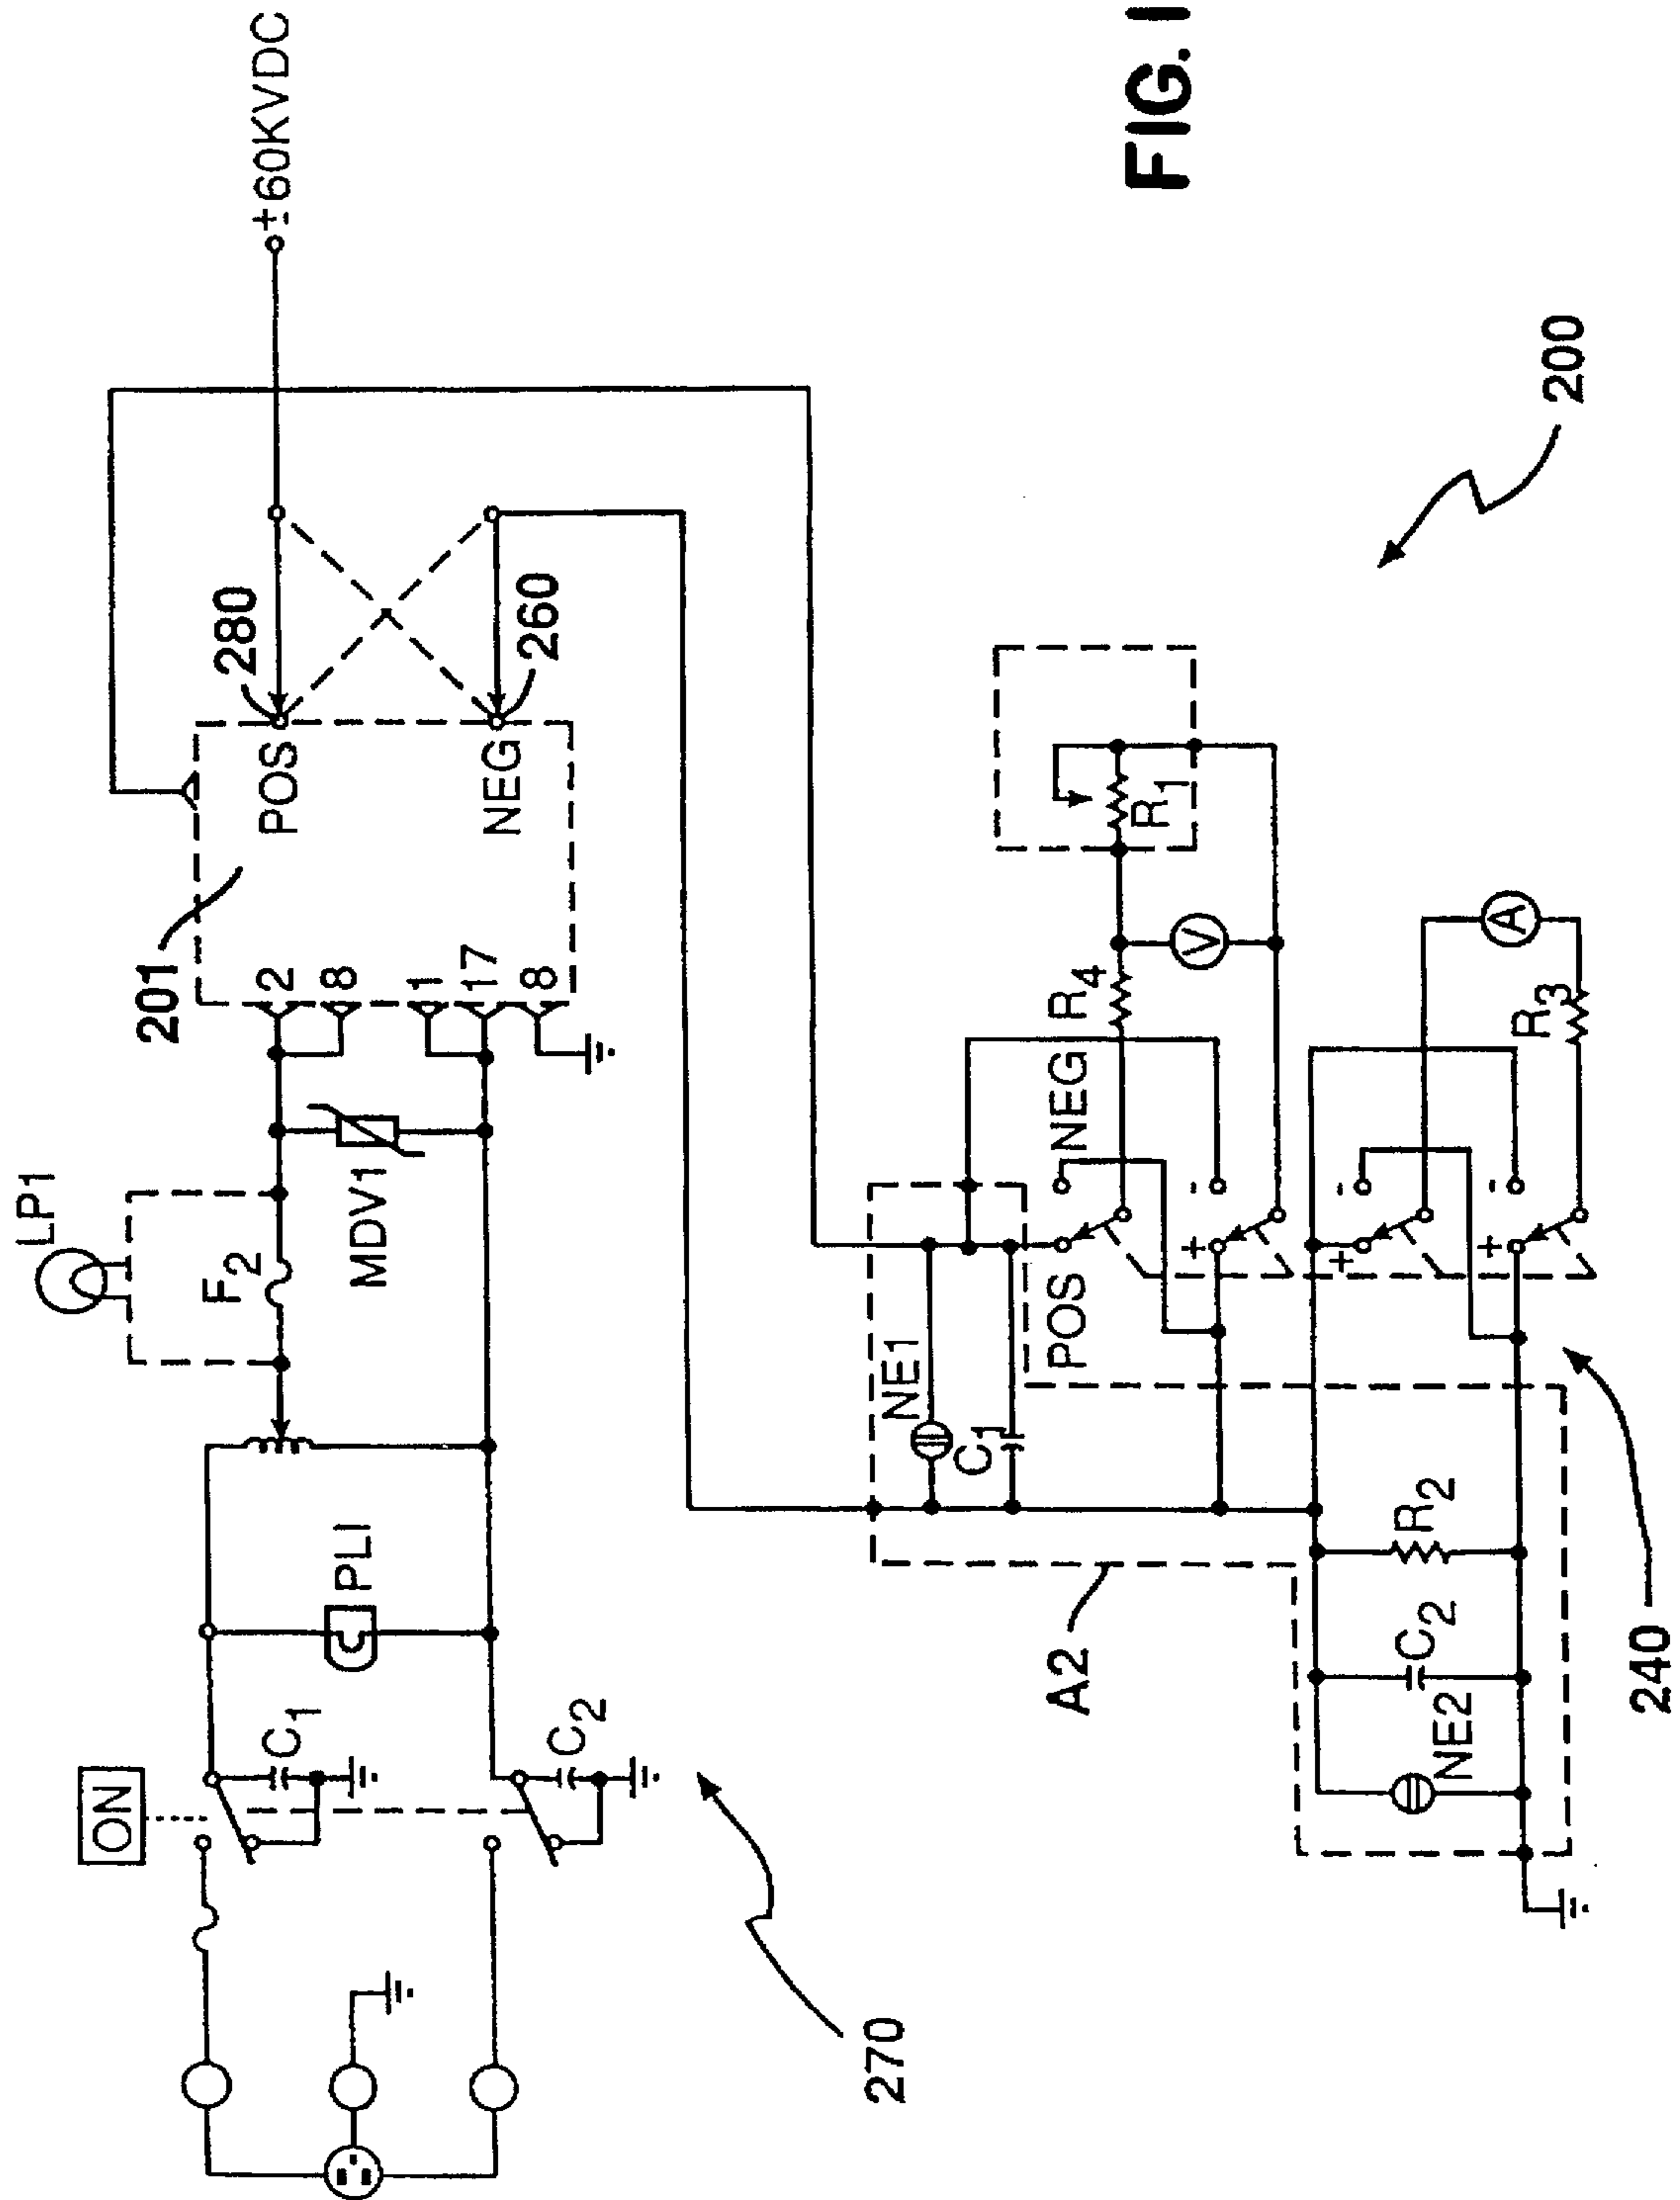 ±60KVDC
LP1
F2
MDV1
ON
C1
PLI
C2
201
2
8
1
17
8
POS
NEG
280
260
270
A2
NE1
C1
POS
NEG
R4
R1
V
+
-
+
-
+
-
A
R3
R2
C2
NE2
240
200
FIG. 1